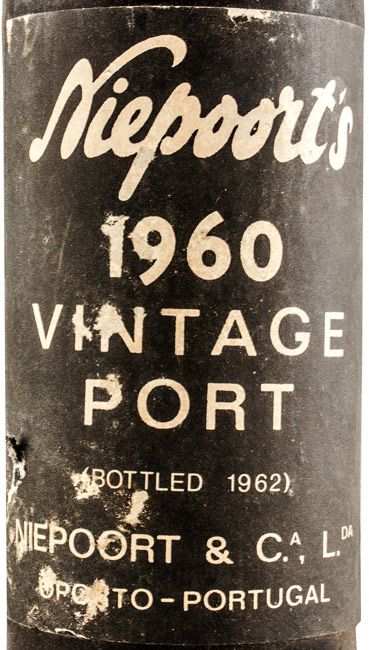 Niepoort's
1960
VINTAGE
PORT
(BOTTLED 1962)
NIEPOORT & C.ᴬ, L.ᴰᴬ
OPORTO-PORTUGAL